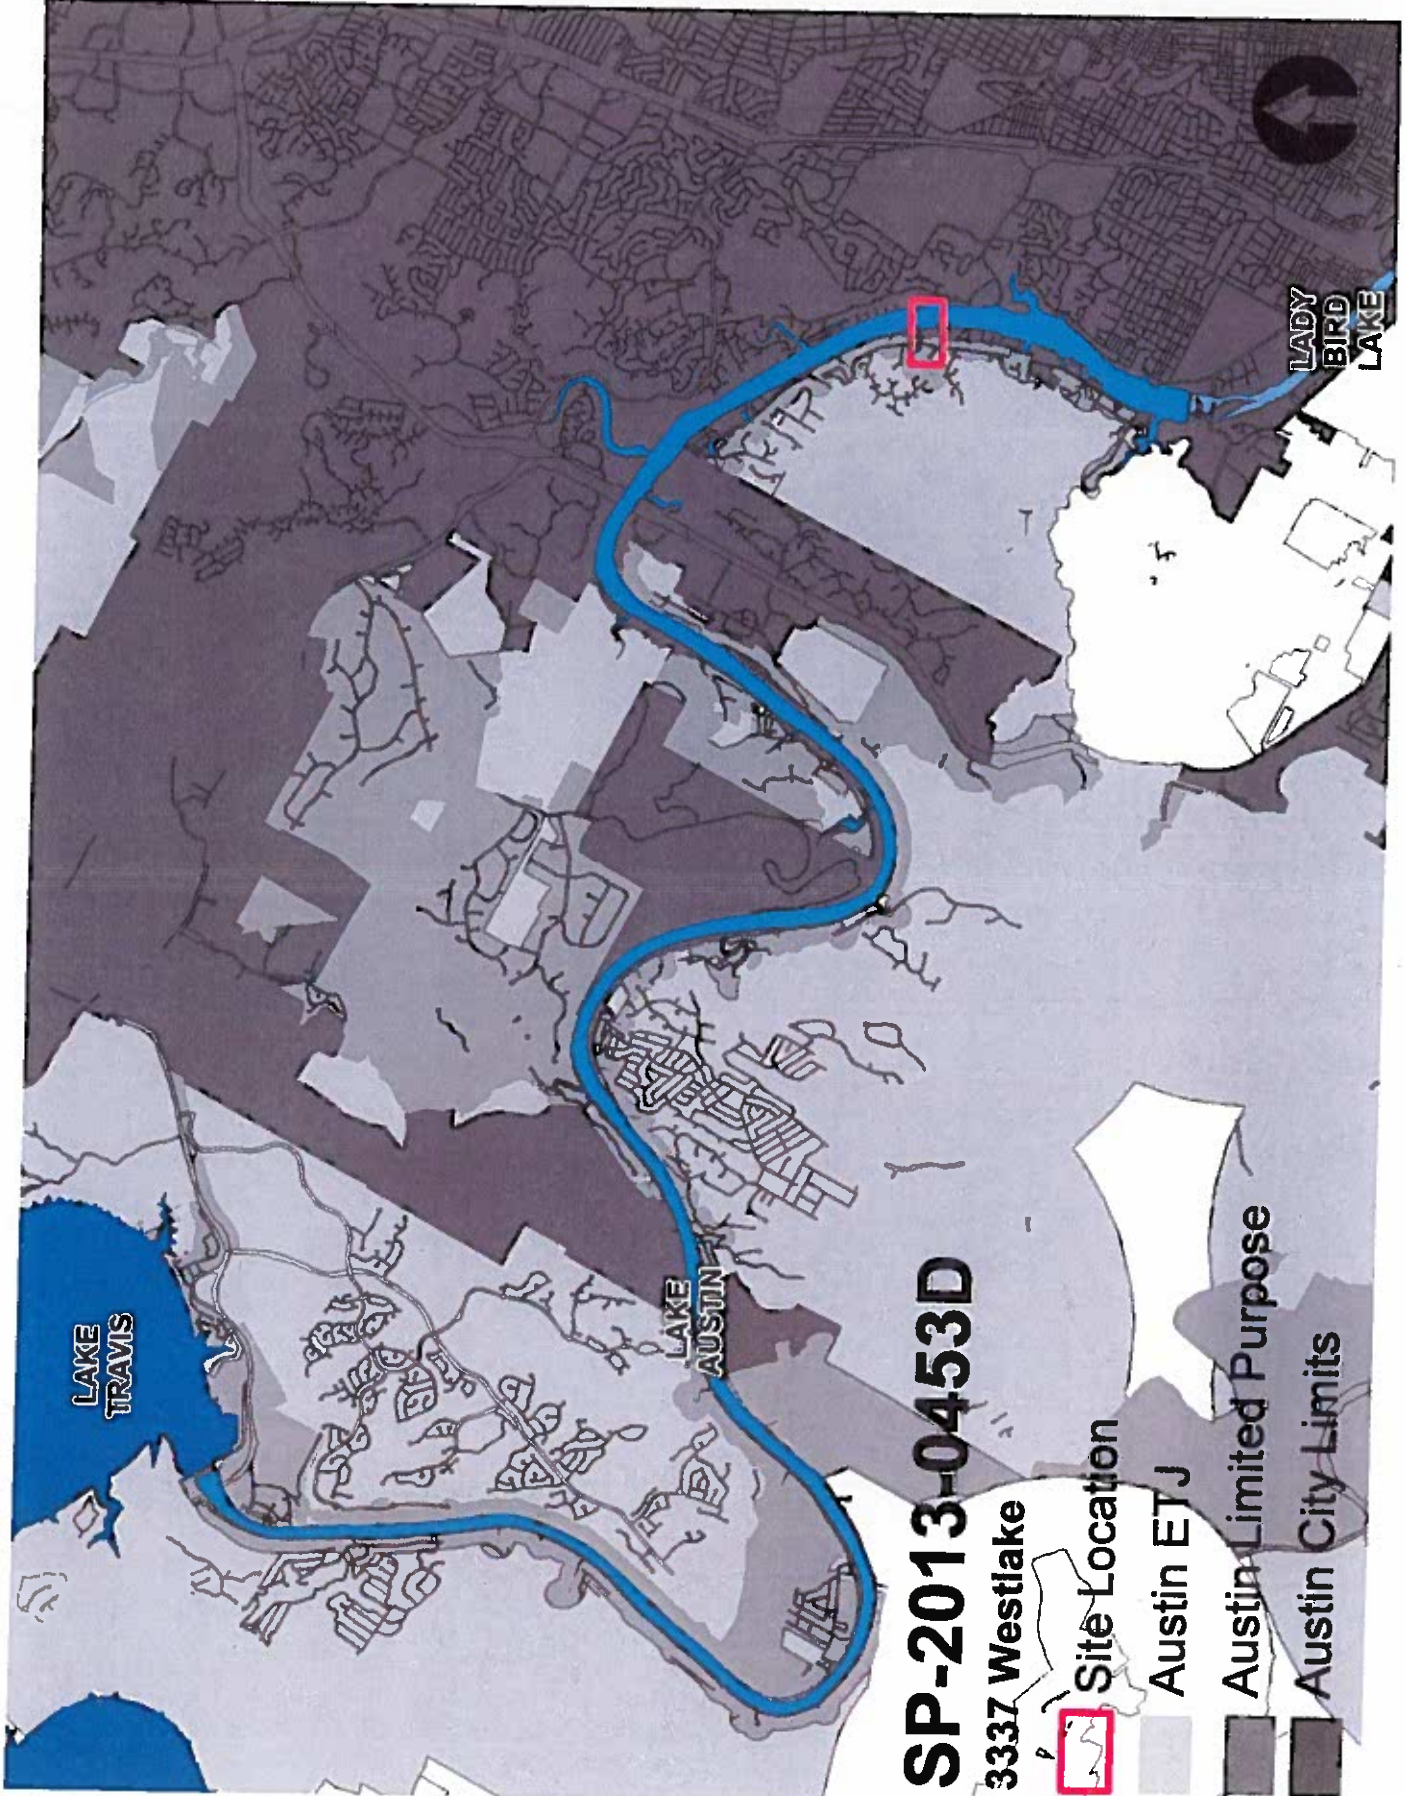 LAKE
TRAVIS
LAKE
AUSTIN
LADY
BIRD
LAKE
SP-2013-0453D
3337 Westlake
Site Location
Austin ETJ
Austin Limited Purpose
Austin City Limits